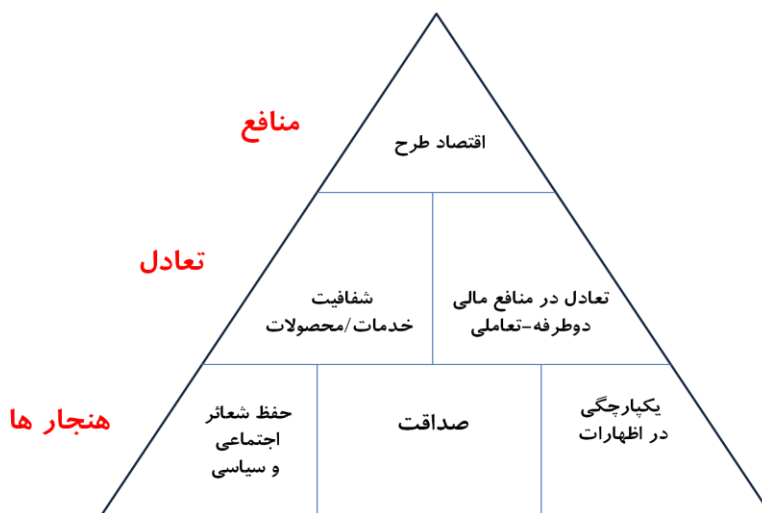 منافع
اقتصاد طرح
تعادل
تعادل در منافع مالی
دوطرفه-تعاملی
شفافیت
خدمات/محصولات
هنجار ها
یکپارچگی
در اظهارات
صداقت
حفظ شعائر
اجتماعی
و سیاسی